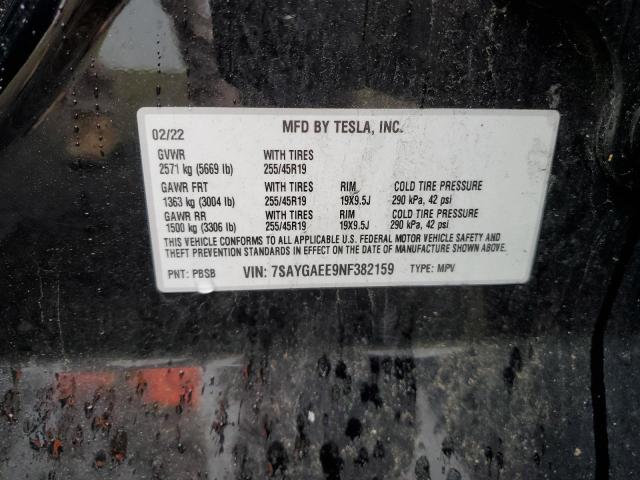 02/22 MFD BY TESLA, INC.
GVWR WITH TIRES
2571 kg (5669 lb) 255/45R19
GAWR FRT WITH TIRES RIM COLD TIRE PRESSURE
1363 kg (3004 lb) 255/45R19 19X9.5J 290 kPa, 42 psi
GAWR RR WITH TIRES RIM COLD TIRE PRESSURE
1500 kg (3306 lb) 255/45R19 19X9.5J 290 kPa, 42 psi
THIS VEHICLE CONFORMS TO ALL APPLICABLE U.S. FEDERAL MOTOR VEHICLE SAFETY AND
THEFT PREVENTION STANDARDS IN EFFECT ON THE DATE OF MANUFACTURE SHOWN ABOVE.
PNT: PBSB VIN: 7SAYGAEE9NF382159 TYPE: MPV